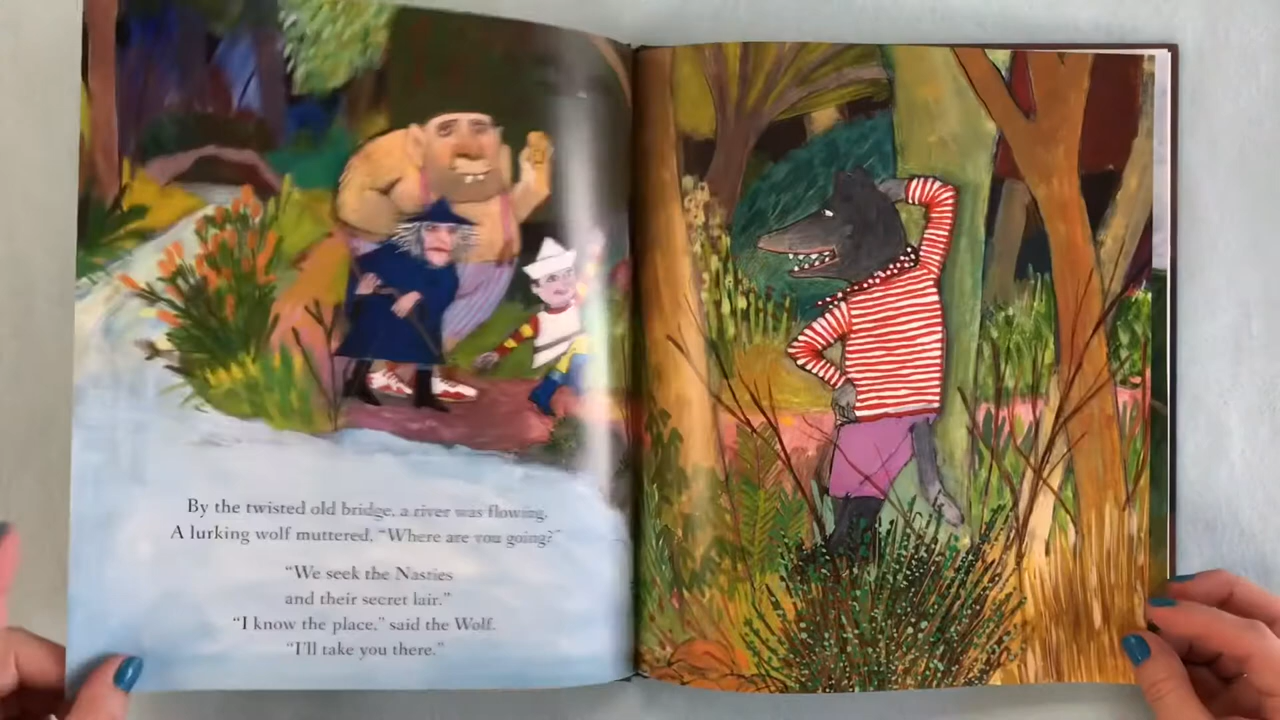 By the twisted old bridge, a river was flowing.
A lurking wolf muttered, “Where are you going?”
“We seek the Nasties
and their secret lair.”
“I know the place,” said the Wolf.
“I’ll take you there.”